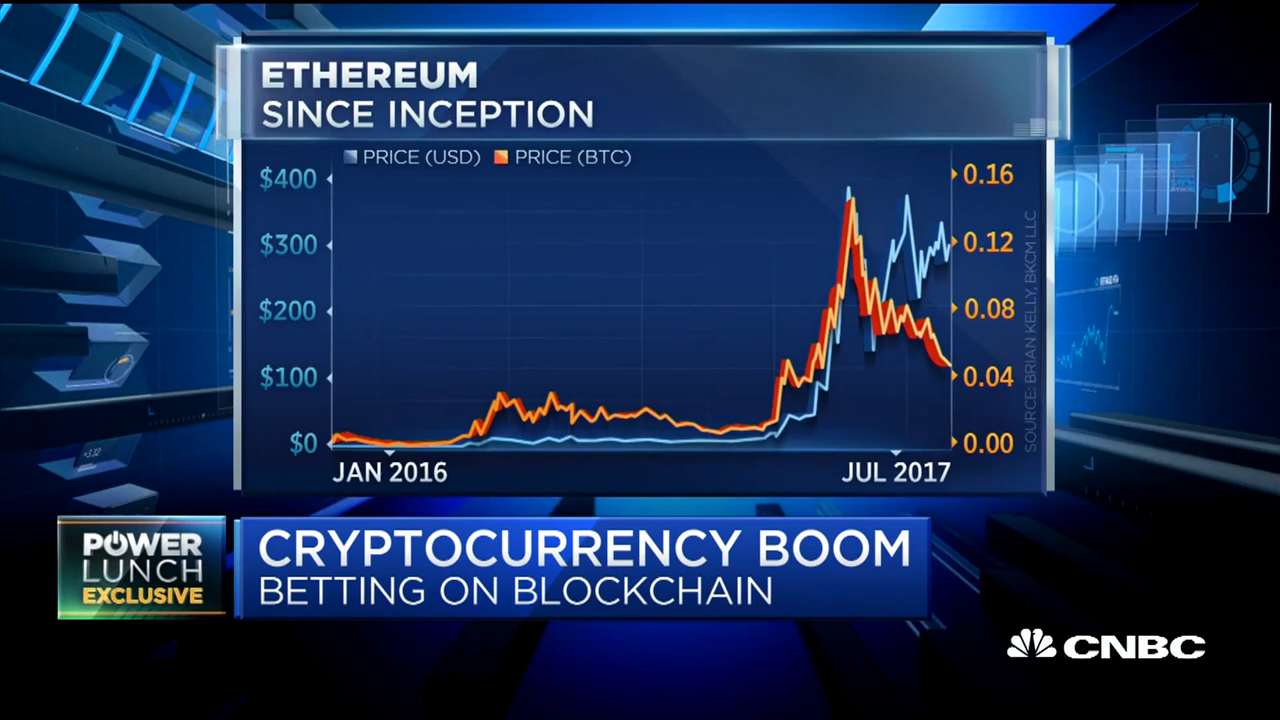 ETHEREUM
SINCE INCEPTION
PRICE (USD) PRICE (BTC)
$400
$300
$200
$100
$0
0.16
0.12
0.08
0.04
0.00
JAN 2016 JUL 2017
SOURCE: BRIAN KELLY, BKCM LLC
POWER
LUNCH
EXCLUSIVE
CRYPTOCURRENCY BOOM
BETTING ON BLOCKCHAIN
CNBC
+3.32